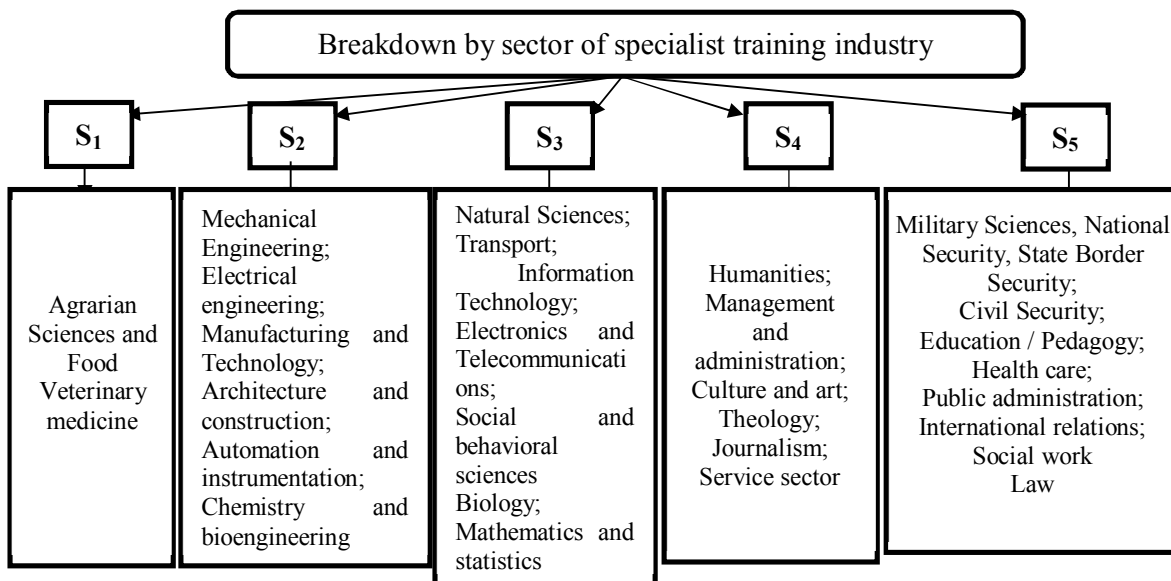 Breakdown by sector of specialist training industry
S₁
S₂
S₃
S₄
S₅
Agrarian
Sciences and
Food
Veterinary
medicine
Mechanical
Engineering;
Electrical
engineering;
Manufacturing and
Technology;
Architecture and
construction;
Automation and
instrumentation;
Chemistry and
bioengineering
Natural Sciences;
Transport;
Information
Technology;
Electronics and
Telecommunicati
ons;
Social and
behavioral
sciences
Biology;
Mathematics and
statistics
Humanities;
Management
and
administration;
Culture and art;
Theology;
Journalism;
Service sector
Military Sciences, National
Security, State Border
Security;
Civil Security;
Education / Pedagogy;
Health care;
Public administration;
International relations;
Social work
Law